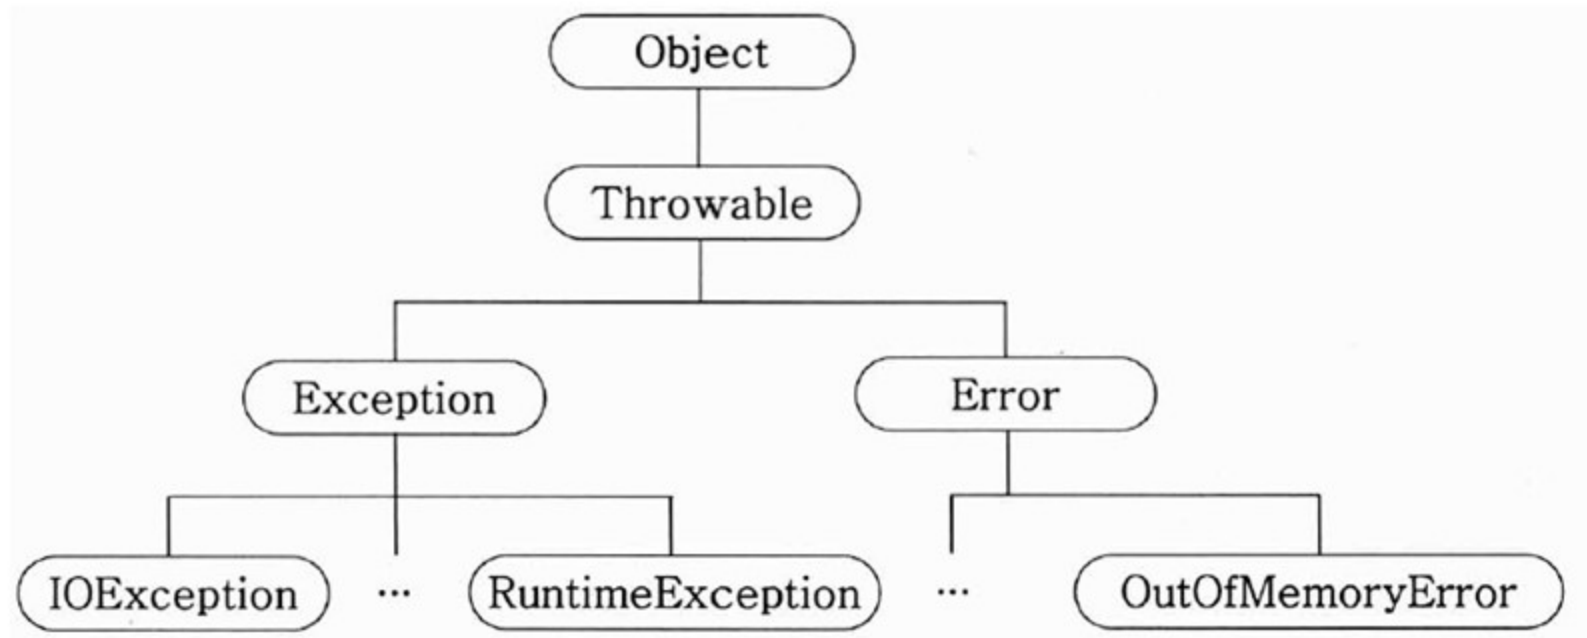 Object
Throwable
Exception
Error
IOException
...
RuntimeException
...
OutOfMemoryError